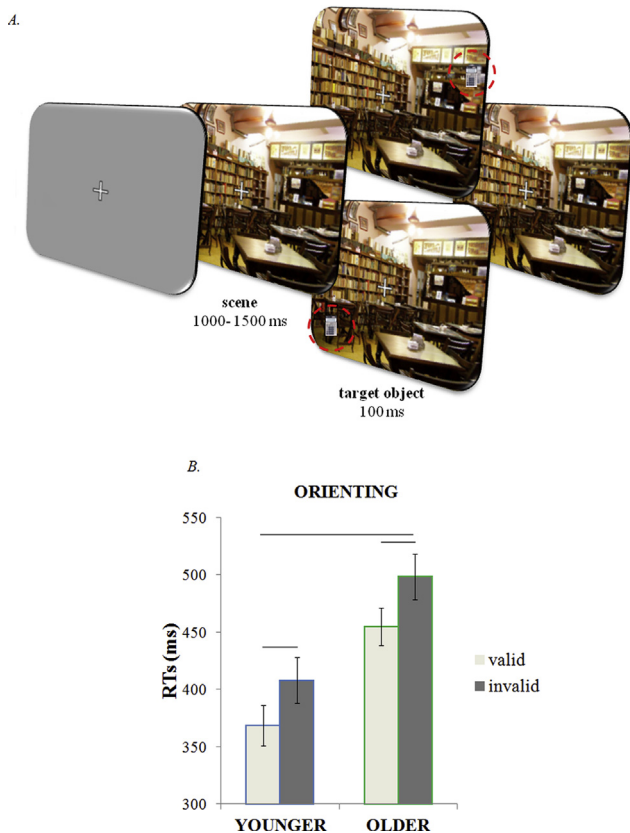 A.
scene
1000-1500 ms
target object
100 ms
B.
ORIENTING
550
500
450
400
350
300
RTs (ms)
valid
invalid
YOUNGER OLDER